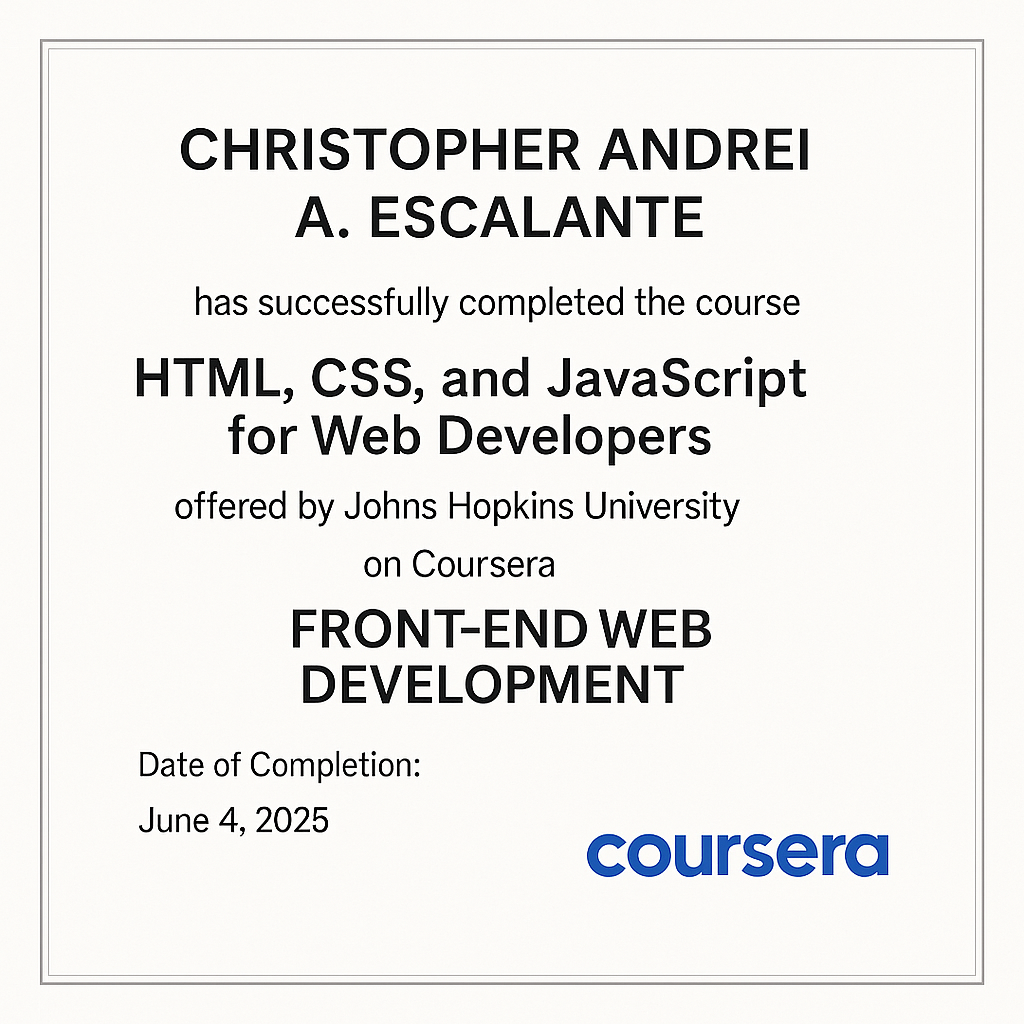 CHRISTOPHER ANDREI
A. ESCALANTE
has successfully completed the course
HTML, CSS, and JavaScript
for Web Developers
offered by Johns Hopkins University
on Coursera
FRONT-END WEB
DEVELOPMENT
Date of Completion:
June 4, 2025
coursera